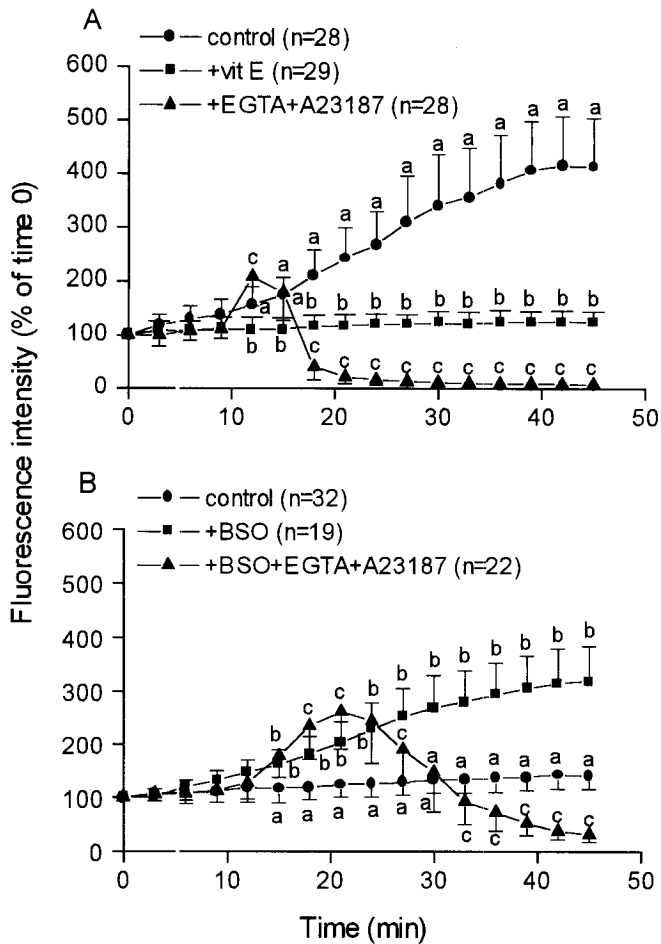 A
control (n=28)
+vit E (n=29)
+EGTA+A23187 (n=28)
600
500
400
300
200
100
0
a a a a a a a a a a
c a
a a b b b b b b b b b b
b b
c c c c c c c c c c
0 10 20 30 40 50
B
control (n=32)
+BSO (n=19)
+BSO+EGTA+A23187 (n=22)
600
500
400
300
200
100
0
b c c b b b b b b b b
b b b b c
a a a a a a
a a a a a
c c c c c
0 10 20 30 40 50
Fluorescence intensity (% of time 0)
Time (min)